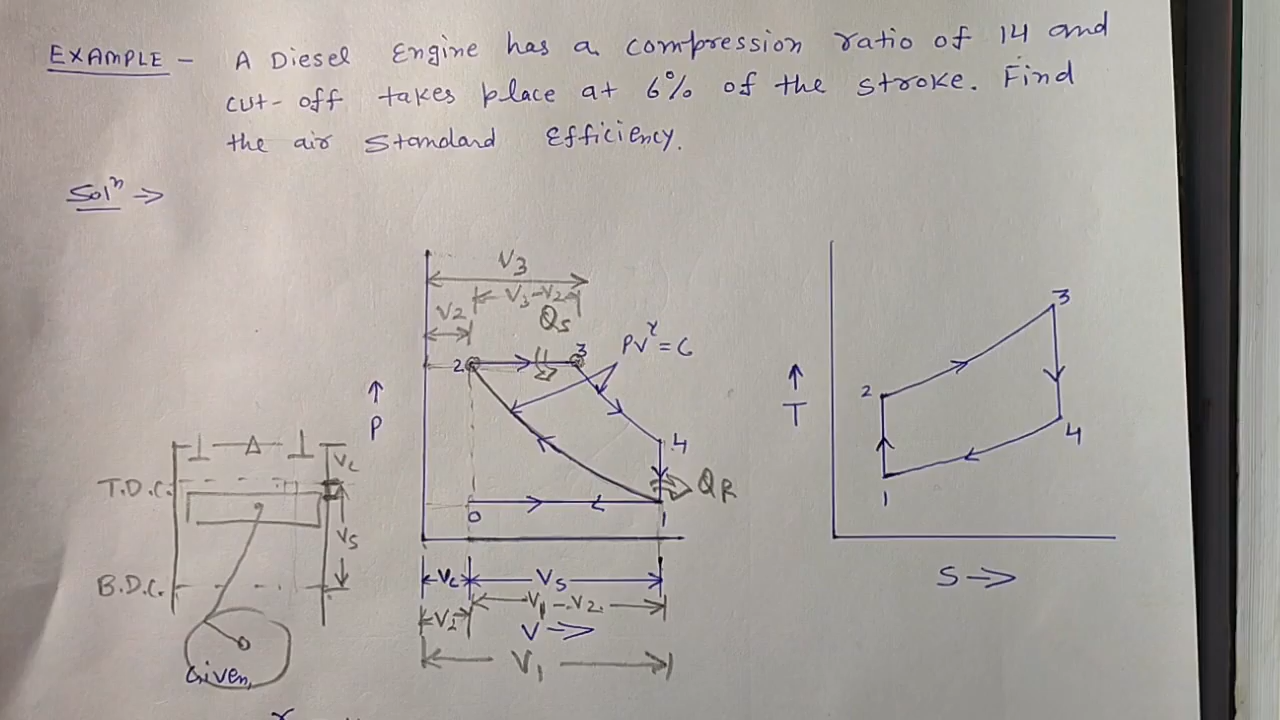 EXAMPLE - A Diesel Engine has a compression ratio of 14 and
cut-off takes place at 6% of the stroke. Find
the air standard Efficiency.
Solⁿ →
V3
V3-V2
V2
QS
2
3
PVᵞ = C
↑
P
4
QR
0
1
VC
VS
V2
V1-V2
V →
V1
VC
T.D.C.
VS
B.D.C.
Given,
3
2
↑
T
4
1
S →